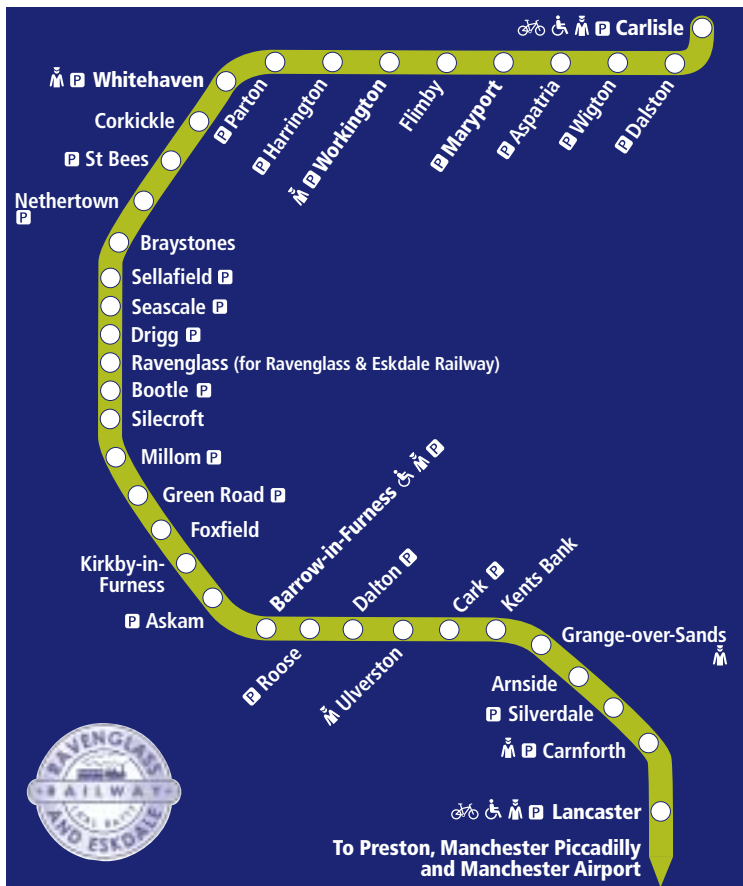 Carlisle
Dalston
Wigton
Aspatria
Maryport
Flimby
Workington
Harrington
Parton
Whitehaven
Corkickle
St Bees
Nethertown
Braystones
Sellafield
Seascale
Drigg
Ravenglass (for Ravenglass & Eskdale Railway)
Bootle
Silecroft
Millom
Green Road
Foxfield
Kirkby-in-
Furness
Askam
Barrow-in-Furness
Roose
Dalton
Ulverston
Cark
Kents Bank
Grange-over-Sands
Arnside
Silverdale
Carnforth
Lancaster
To Preston, Manchester Piccadilly
and Manchester Airport
RAVENGLASS
RAILWAY
AND ESKDALE